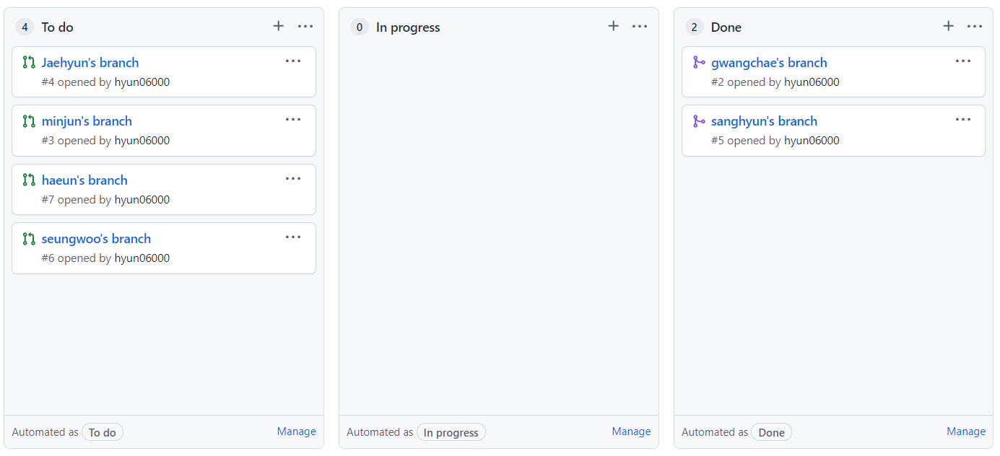 4 To do
Jaehyun's branch
#4 opened by hyun06000
minjun's branch
#3 opened by hyun06000
haeun's branch
#7 opened by hyun06000
seungwoo's branch
#6 opened by hyun06000
Automated as To do Manage
0 In progress
Automated as In progress Manage
2 Done
gwangchae's branch
#2 opened by hyun06000
sanghyun's branch
#5 opened by hyun06000
Automated as Done Manage